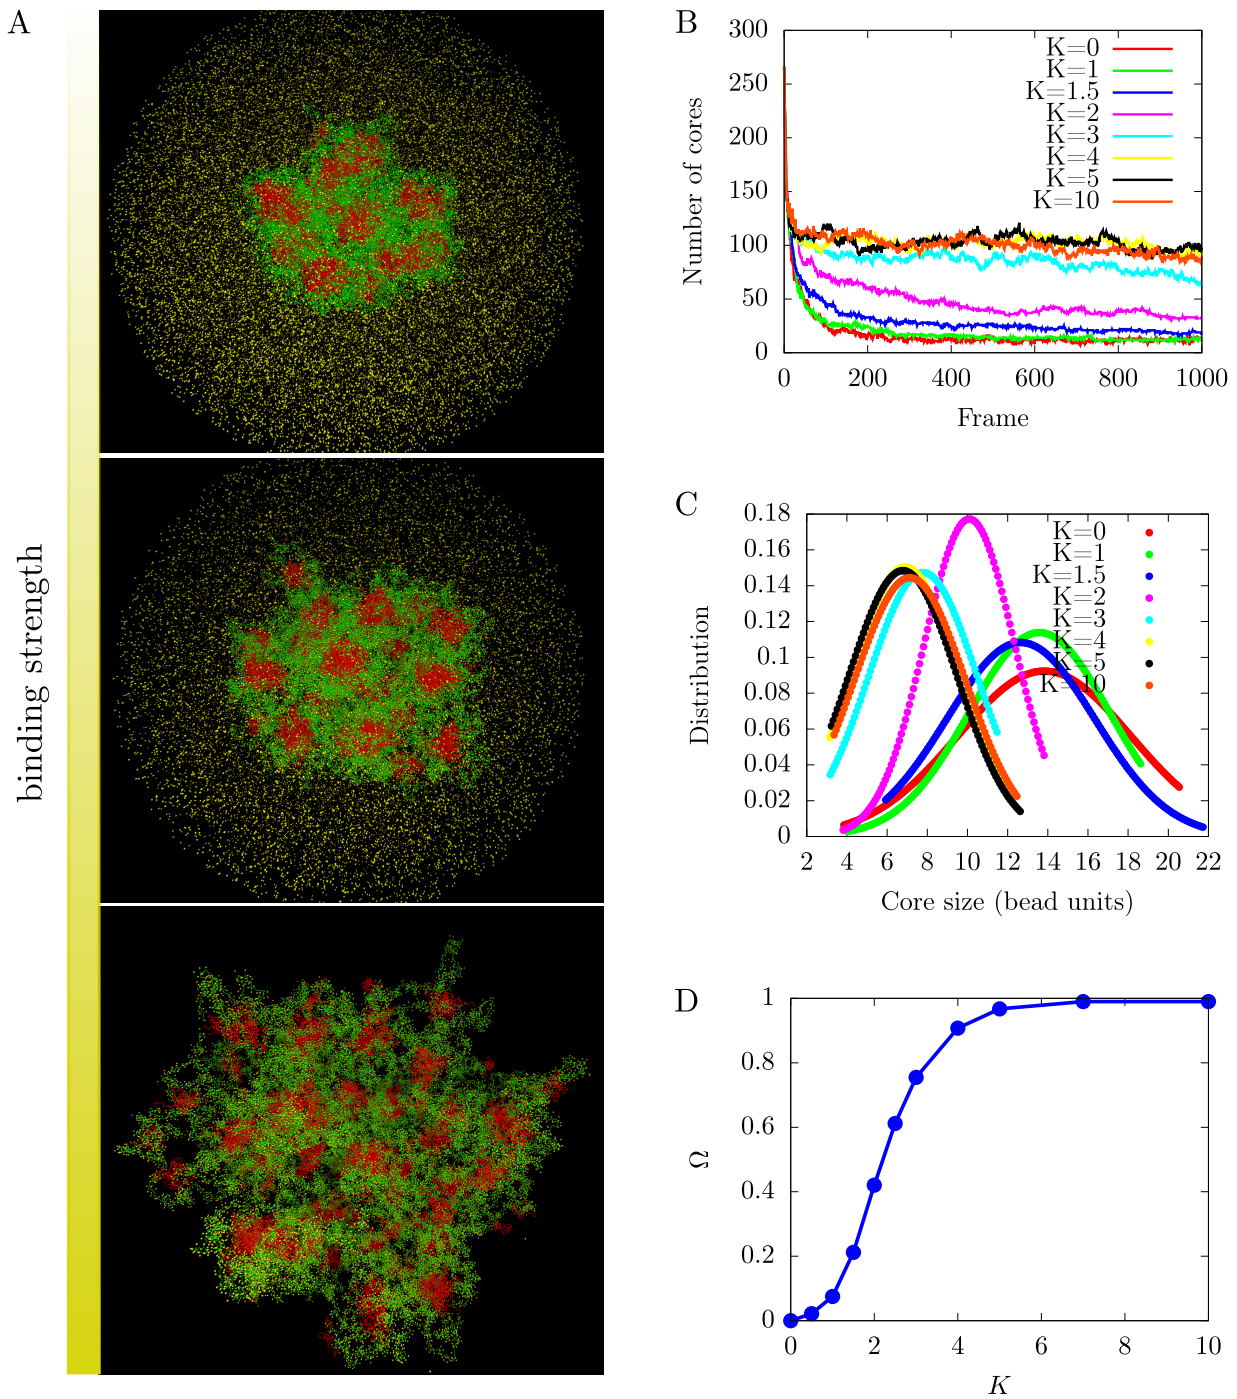 A
binding strength
B
Number of cores
300
250
200
150
100
50
0
K=0
K=1
K=1.5
K=2
K=3
K=4
K=5
K=10
0 200 400 600 800 1000
Frame
C
Distribution
0.18
0.16
0.14
0.12
0.1
0.08
0.06
0.04
0.02
0
K=0
K=1
K=1.5
K=2
K=3
K=4
K=5
K=10
2 4 6 8 10 12 14 16 18 20 22
Core size (bead units)
D
Ω
1
0.8
0.6
0.4
0.2
0
0 2 4 6 8 10
K